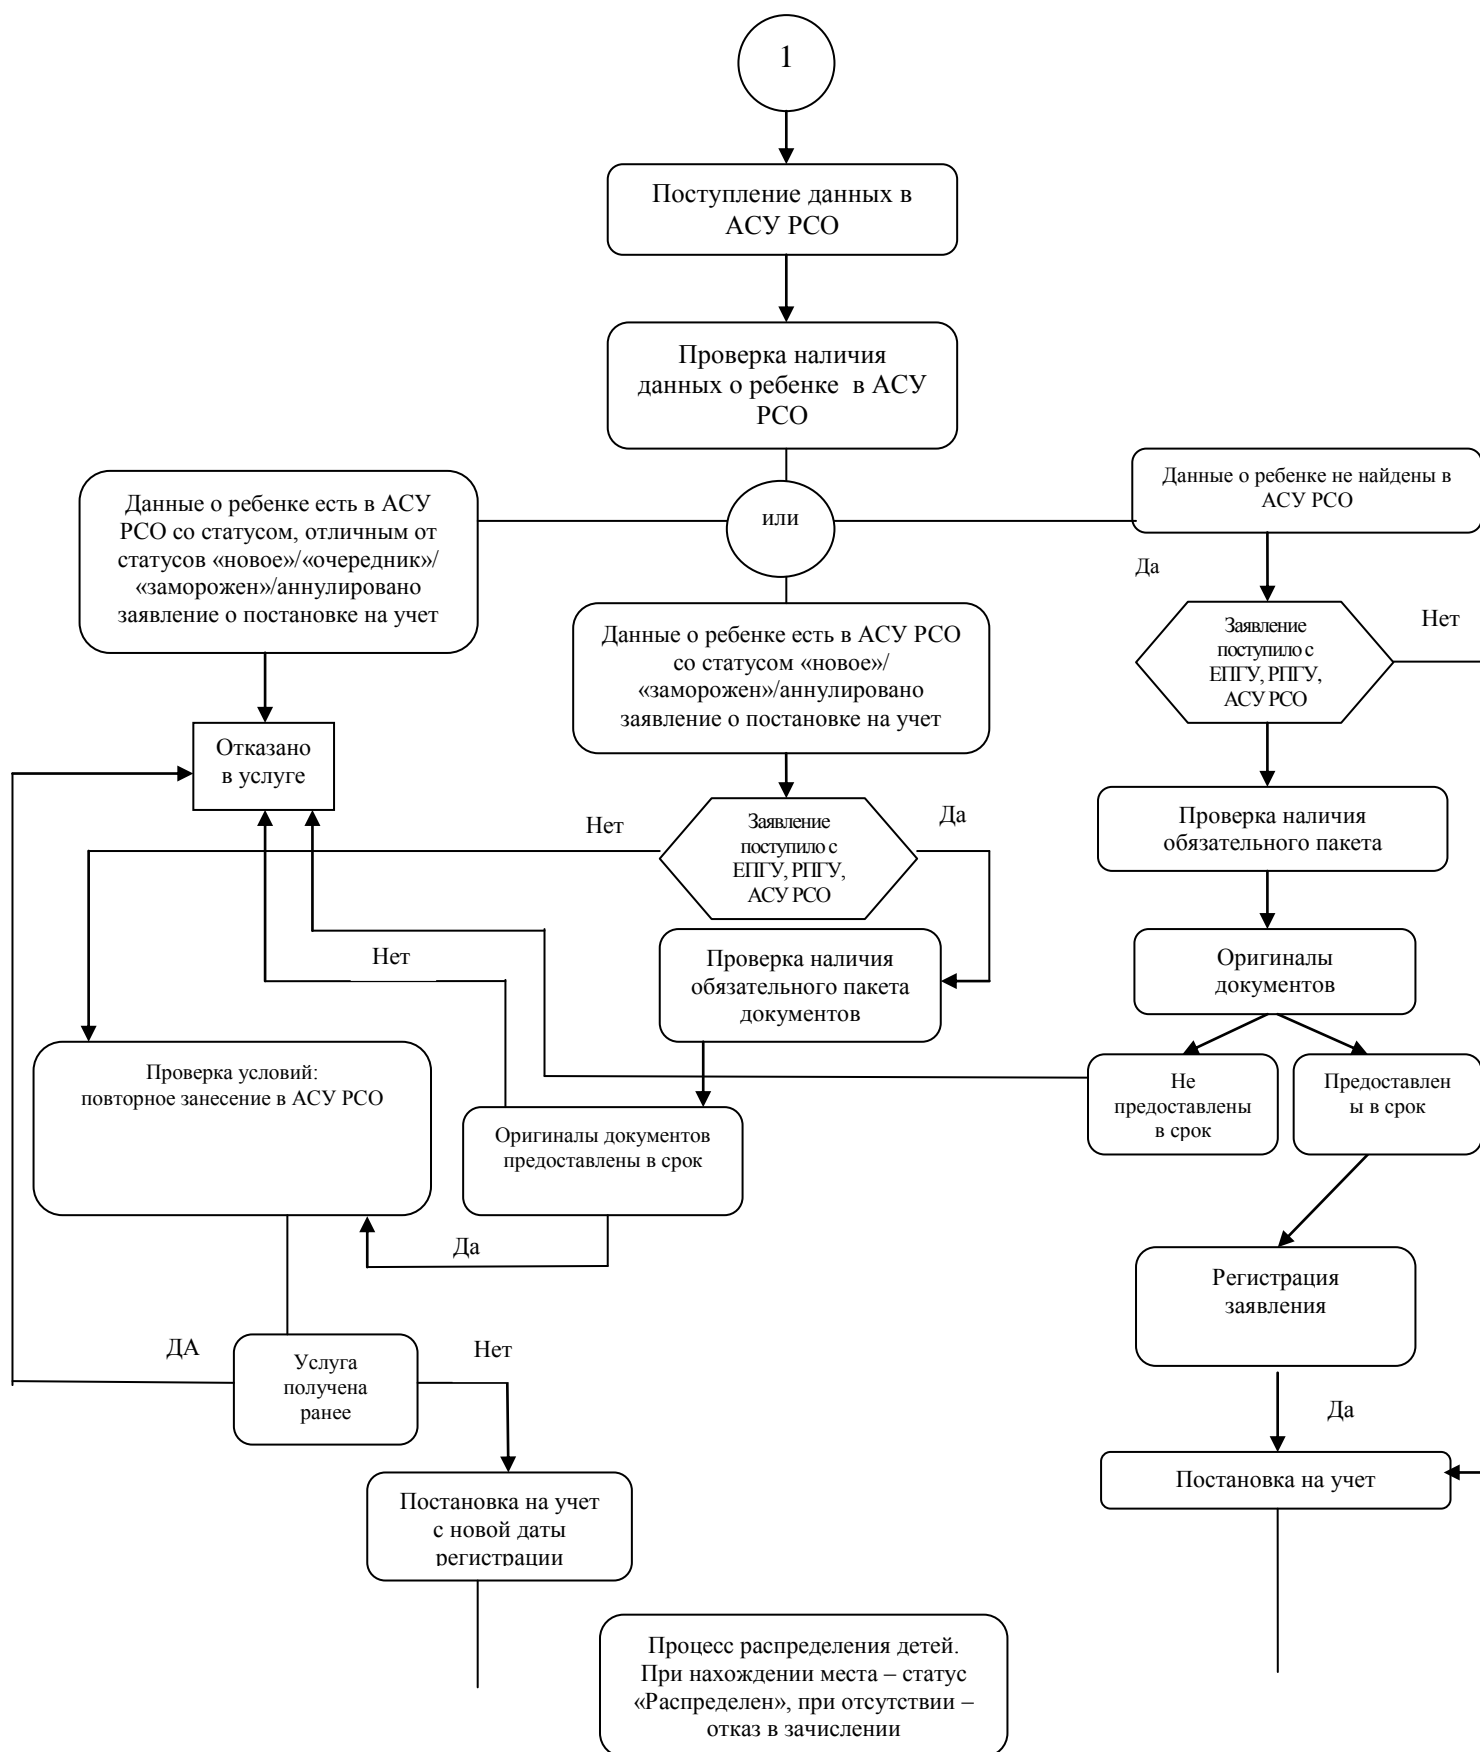 1
Поступление данных в
АСУ РСО
Проверка наличия
данных о ребенке в АСУ
РСО
Данные о ребенке есть в АСУ
РСО со статусом, отличным от
статусов «новое»/«очередник»/
«заморожен»/аннулировано
заявление о постановке на учет
или
Данные о ребенке не найдены в
АСУ РСО
Да
Данные о ребенке есть в АСУ РСО
со статусом «новое»/
«заморожен»/аннулировано
заявление о постановке на учет
Заявление
поступило с
ЕПГУ, РПГУ,
АСУ РСО
Нет
Отказано
в услуге
Нет
Заявление
поступило с
ЕПГУ, РПГУ,
АСУ РСО
Да
Проверка наличия
обязательного пакета
Нет
Проверка наличия
обязательного пакета
документов
Оригиналы
документов
Проверка условий:
повторное занесение в АСУ РСО
Не
предоставлены
в срок
Предоставлен
ы в срок
Оригиналы документов
предоставлены в срок
Да
Регистрация
заявления
ДА
Услуга
получена
ранее
Нет
Да
Постановка на учет
с новой даты
регистрации
Постановка на учет
Процесс распределения детей.
При нахождении места – статус
«Распределен», при отсутствии –
отказ в зачислении